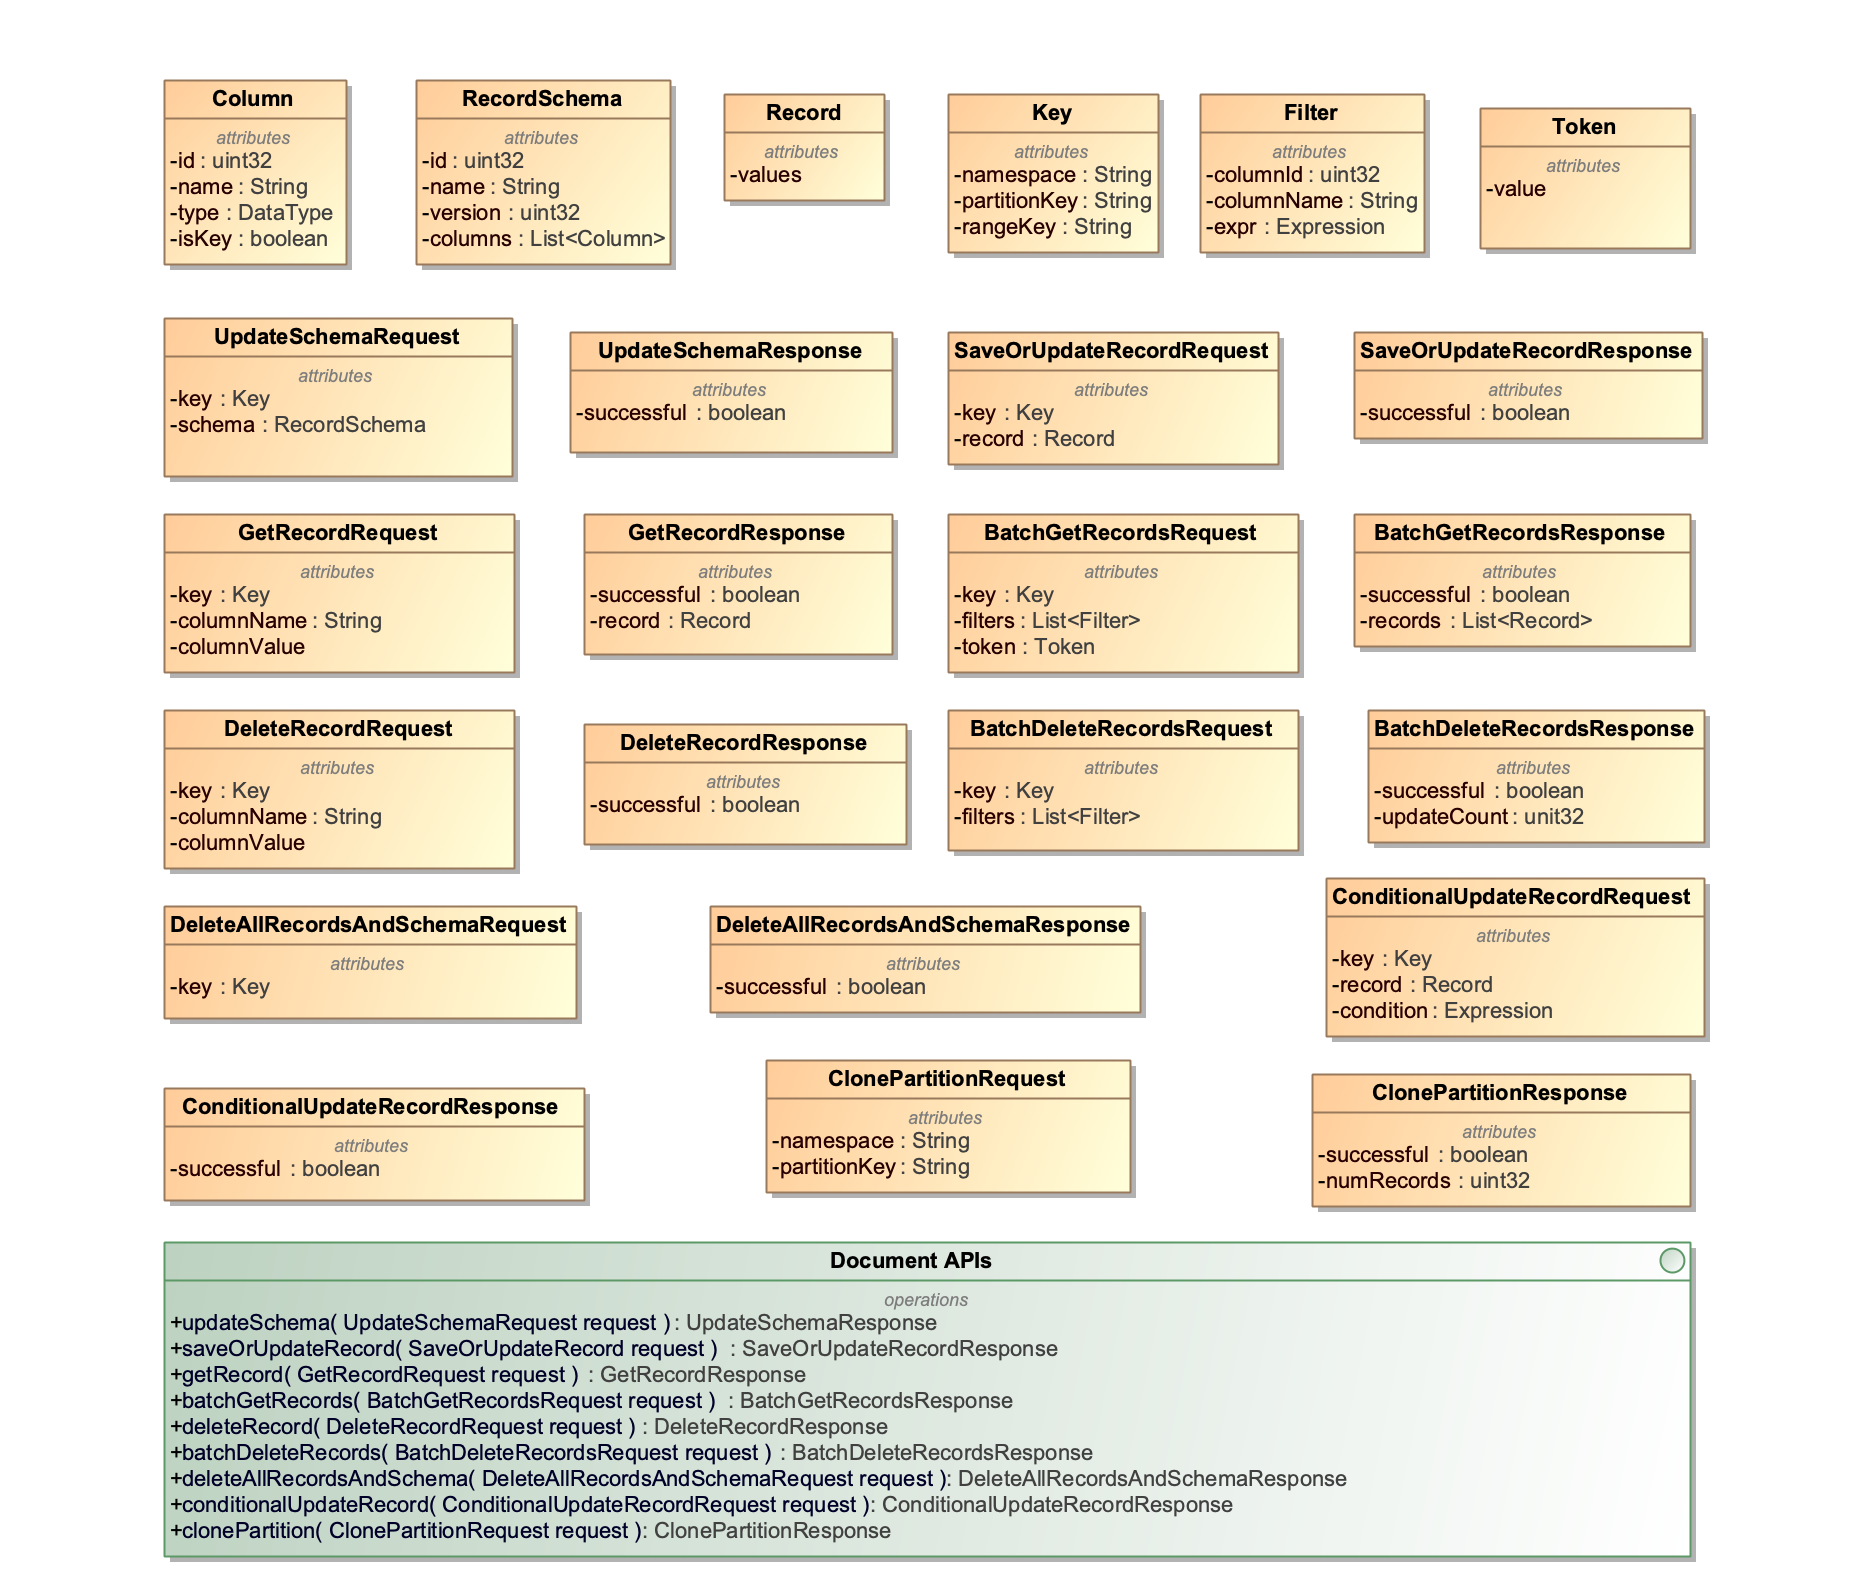 Column
attributes
-id : uint32
-name : String
-type : DataType
-isKey : boolean
RecordSchema
attributes
-id : uint32
-name : String
-version : uint32
-columns : List<Column>
Record
attributes
-values
Key
attributes
-namespace : String
-partitionKey : String
-rangeKey : String
Filter
attributes
-columnId : uint32
-columnName : String
-expr : Expression
Token
attributes
-value
UpdateSchemaRequest
attributes
-key : Key
-schema : RecordSchema
UpdateSchemaResponse
attributes
-successful : boolean
SaveOrUpdateRecordRequest
attributes
-key : Key
-record : Record
SaveOrUpdateRecordResponse
attributes
-successful : boolean
GetRecordRequest
attributes
-key : Key
-columnName : String
-columnValue
GetRecordResponse
attributes
-successful : boolean
-record : Record
BatchGetRecordsRequest
attributes
-key : Key
-filters : List<Filter>
-token : Token
BatchGetRecordsResponse
attributes
-successful : boolean
-records : List<Record>
DeleteRecordRequest
attributes
-key : Key
-columnName : String
-columnValue
DeleteRecordResponse
attributes
-successful : boolean
BatchDeleteRecordsRequest
attributes
-key : Key
-filters : List<Filter>
BatchDeleteRecordsResponse
attributes
-successful : boolean
-updateCount : unit32
DeleteAllRecordsAndSchemaRequest
attributes
-key : Key
DeleteAllRecordsAndSchemaResponse
attributes
-successful : boolean
ConditionalUpdateRecordRequest
attributes
-key : Key
-record : Record
-condition : Expression
ConditionalUpdateRecordResponse
attributes
-successful : boolean
ClonePartitionRequest
attributes
-namespace : String
-partitionKey : String
ClonePartitionResponse
attributes
-successful : boolean
-numRecords : uint32
Document APIs
operations
+updateSchema( UpdateSchemaRequest request ) : UpdateSchemaResponse
+saveOrUpdateRecord( SaveOrUpdateRecord request ) : SaveOrUpdateRecordResponse
+getRecord( GetRecordRequest request ) : GetRecordResponse
+batchGetRecords( BatchGetRecordsRequest request ) : BatchGetRecordsResponse
+deleteRecord( DeleteRecordRequest request ) : DeleteRecordResponse
+batchDeleteRecords( BatchDeleteRecordsRequest request ) : BatchDeleteRecordsResponse
+deleteAllRecordsAndSchema( DeleteAllRecordsAndSchemaRequest request ): DeleteAllRecordsAndSchemaResponse
+conditionalUpdateRecord( ConditionalUpdateRecordRequest request ): ConditionalUpdateRecordResponse
+clonePartition( ClonePartitionRequest request ): ClonePartitionResponse